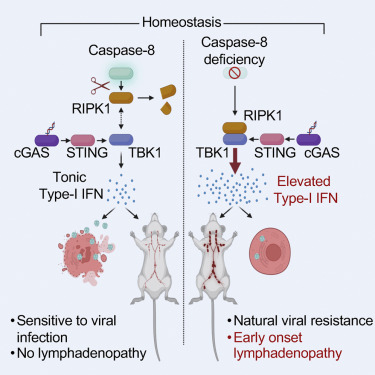 Homeostasis
Caspase-8
RIPK1
cGAS
STING
TBK1
Tonic
Type-I IFN
• Sensitive to viral
infection
• No lymphadenopathy
Caspase-8
deficiency
RIPK1
TBK1
STING
cGAS
Elevated
Type-I IFN
• Natural viral resistance
• Early onset
lymphadenopathy